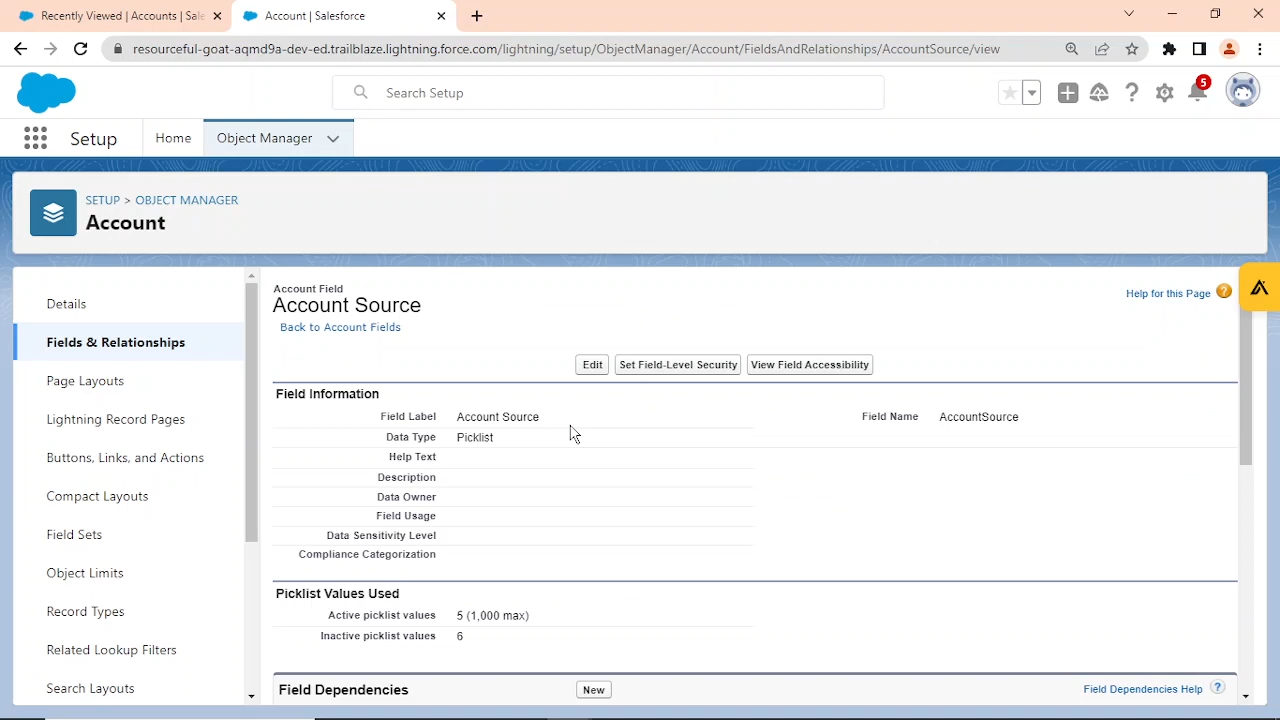 Recently Viewed | Accounts | Sale
Account | Salesforce
resourceful-goat-aqmd9a-dev-ed.trailblaze.lightning.force.com/lightning/setup/ObjectManager/Account/FieldsAndRelationships/AccountSource/view
Search Setup
5
Setup
Home
Object Manager
SETUP > OBJECT MANAGER
Account
Details
Fields & Relationships
Page Layouts
Lightning Record Pages
Buttons, Links, and Actions
Compact Layouts
Field Sets
Object Limits
Record Types
Related Lookup Filters
Search Layouts
Account Field
Account Source
Back to Account Fields
Help for this Page ?
Edit Set Field-Level Security View Field Accessibility
Field Information
Field Label Account Source Field Name AccountSource
Data Type Picklist
Help Text
Description
Data Owner
Field Usage
Data Sensitivity Level
Compliance Categorization
Picklist Values Used
Active picklist values 5 (1,000 max)
Inactive picklist values 6
Field Dependencies New Field Dependencies Help ?